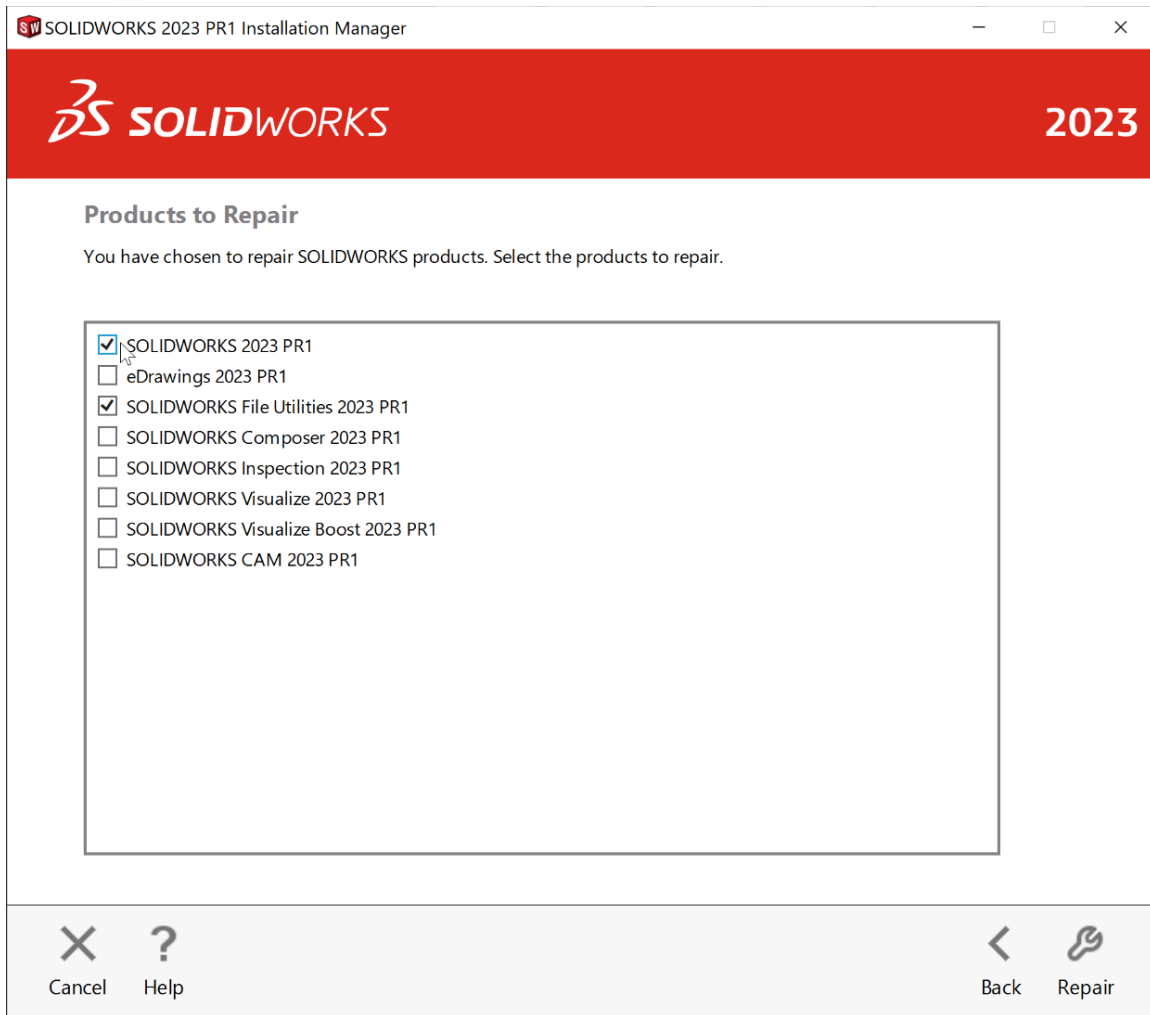 SW SOLIDWORKS 2023 PR1 Installation Manager
3S SOLIDWORKS 2023
Products to Repair
You have chosen to repair SOLIDWORKS products. Select the products to repair.
SOLIDWORKS 2023 PR1
eDrawings 2023 PR1
SOLIDWORKS File Utilities 2023 PR1
SOLIDWORKS Composer 2023 PR1
SOLIDWORKS Inspection 2023 PR1
SOLIDWORKS Visualize 2023 PR1
SOLIDWORKS Visualize Boost 2023 PR1
SOLIDWORKS CAM 2023 PR1
Cancel Help Back Repair